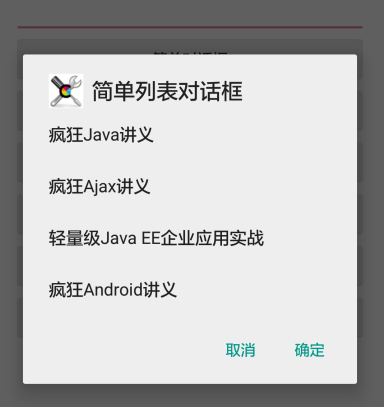 简单列表对话框
疯狂Java讲义
疯狂Ajax讲义
轻量级Java EE企业应用实战
疯狂Android讲义
取消 确定